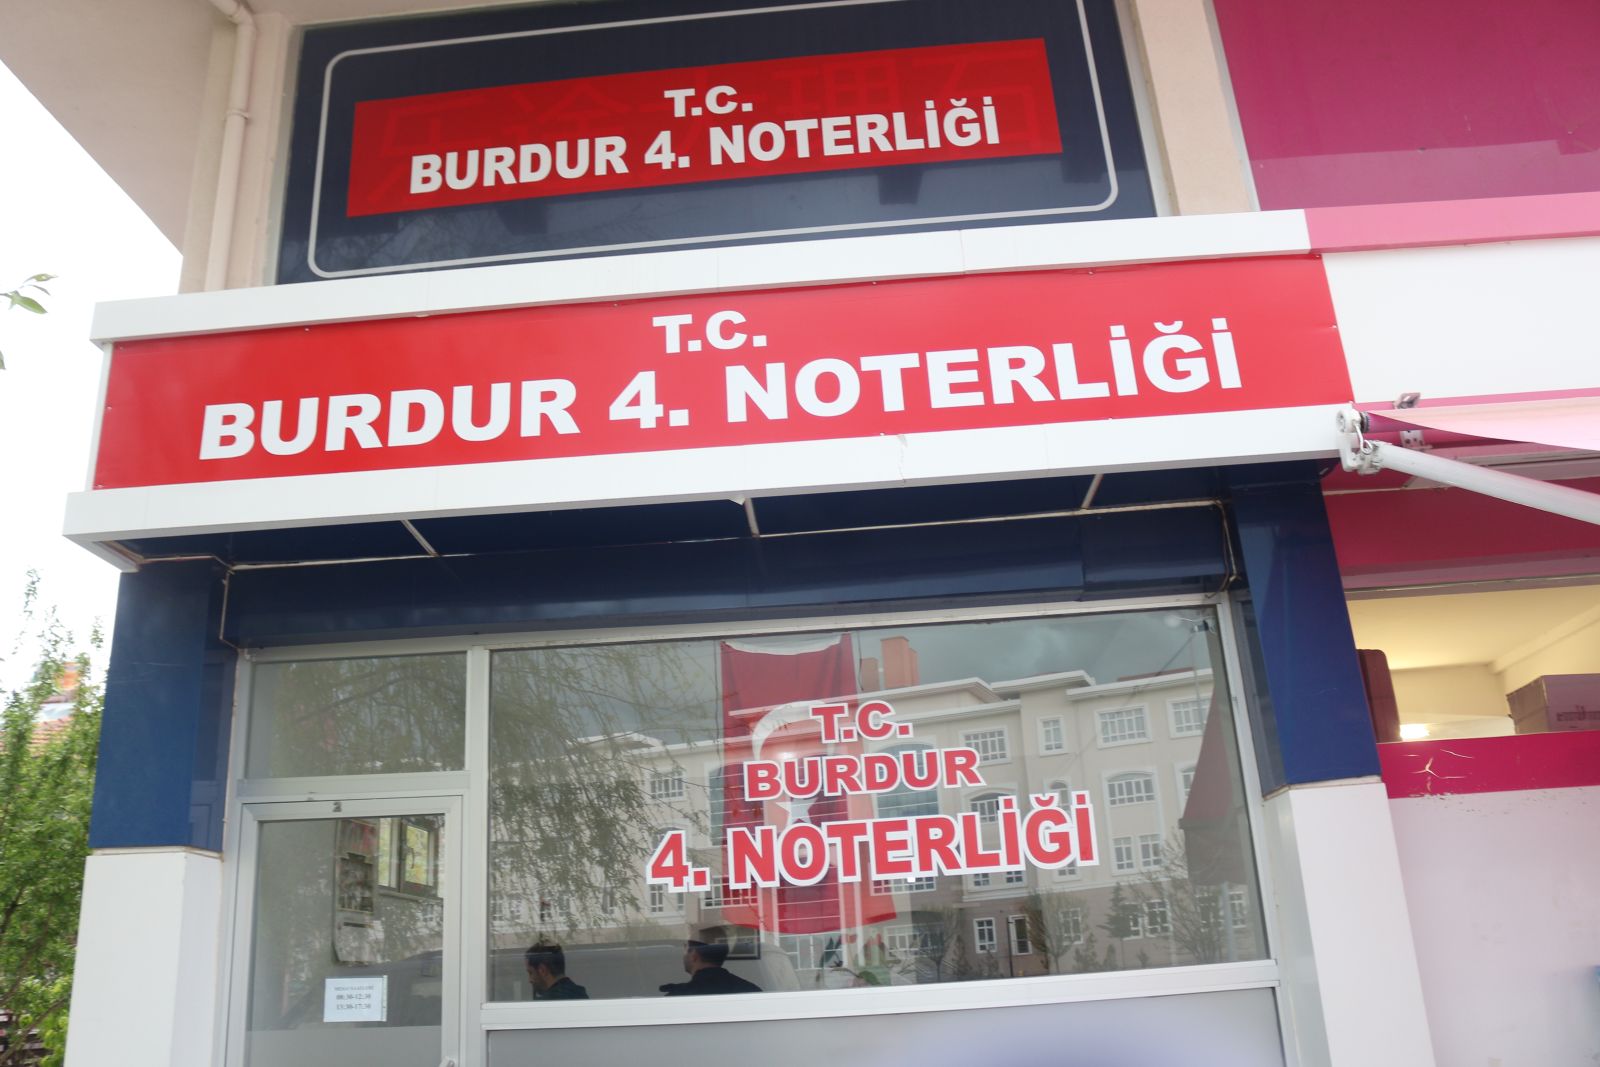 T.C.
BURDUR 4. NOTERLİĞİ
T.C.
BURDUR 4. NOTERLİĞİ
T.C.
BURDUR
4. NOTERLİĞİ
08:30-12:30
13:30-17:30